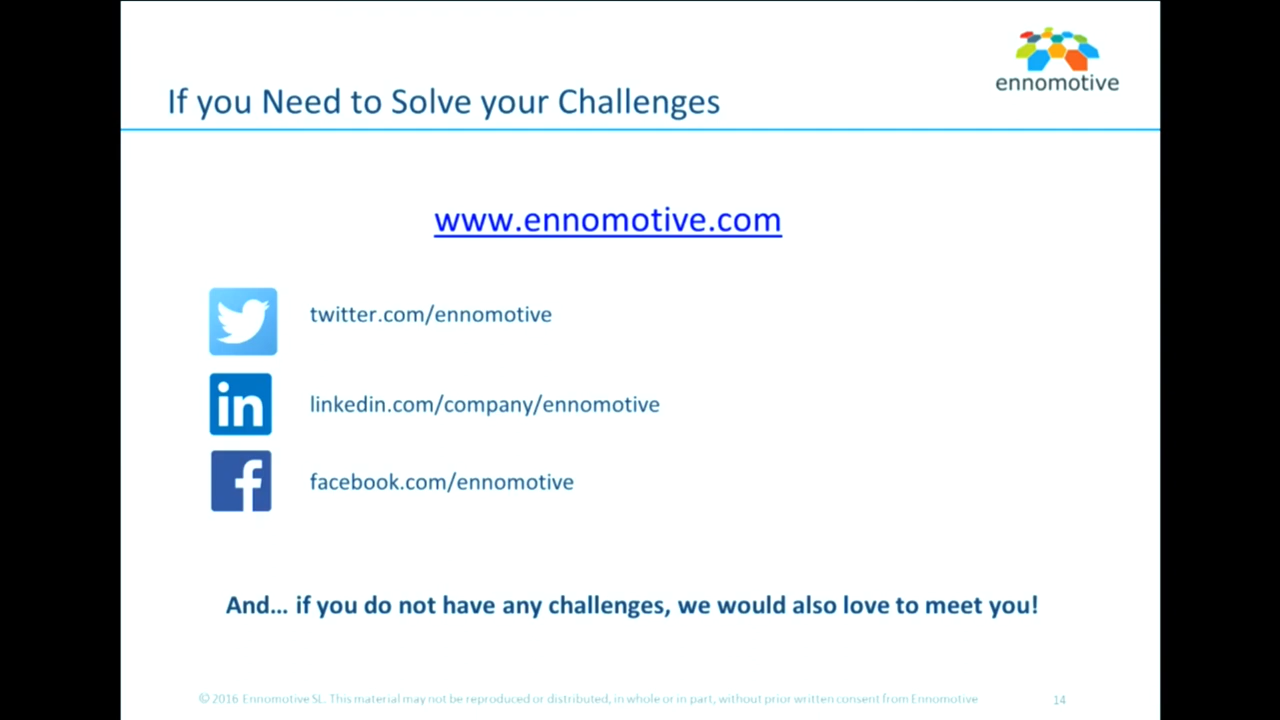 ennomotive
If you Need to Solve your Challenges
www.ennomotive.com
twitter.com/ennomotive
in
linkedin.com/company/ennomotive
f
facebook.com/ennomotive
And... if you do not have any challenges, we would also love to meet you!
© 2016 Ennomotive SL. This material may not be reproduced or distributed, in whole or in part, without prior written consent from Ennomotive
14